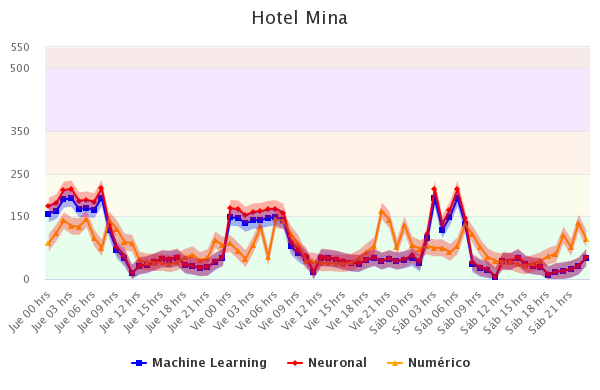 Hotel Mina
550
500
350
250
150
0
Jue 00 hrs
Jue 03 hrs
Jue 06 hrs
Jue 09 hrs
Jue 12 hrs
Jue 15 hrs
Jue 18 hrs
Jue 21 hrs
Vie 00 hrs
Vie 03 hrs
Vie 06 hrs
Vie 09 hrs
Vie 12 hrs
Vie 15 hrs
Vie 18 hrs
Vie 21 hrs
Sáb 00 hrs
Sáb 03 hrs
Sáb 06 hrs
Sáb 09 hrs
Sáb 12 hrs
Sáb 15 hrs
Sáb 18 hrs
Sáb 21 hrs
Machine Learning Neuronal Numérico